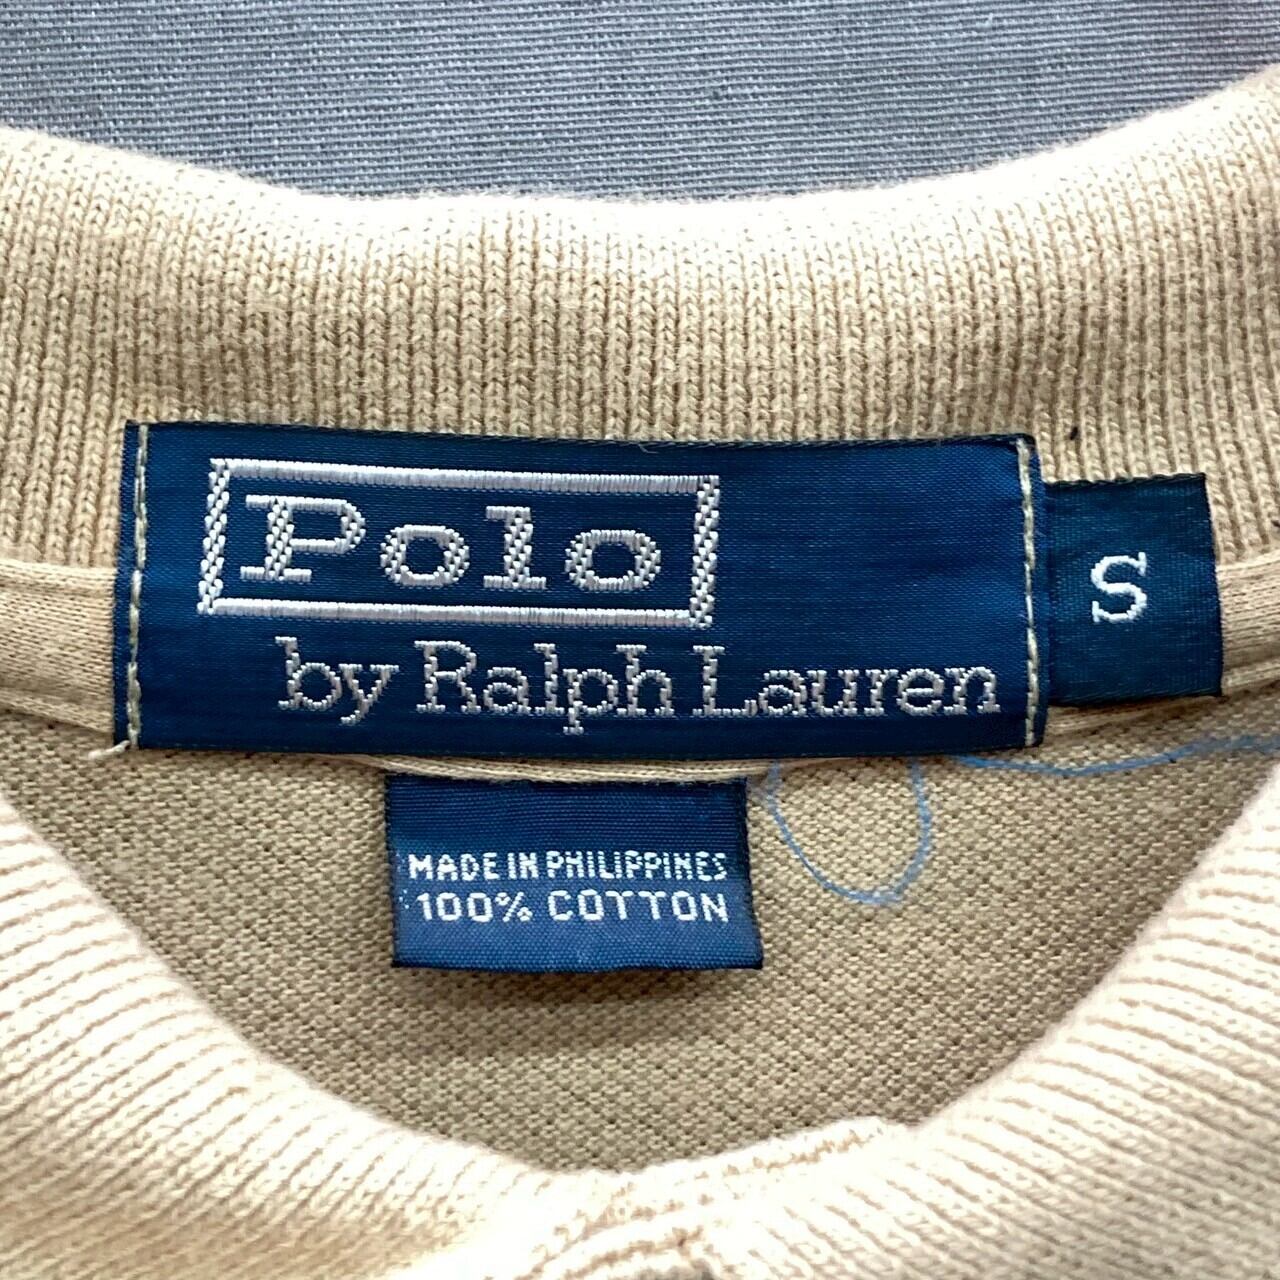 Polo
by Ralph Lauren
S
MADE IN PHILIPPINES
100% COTTON